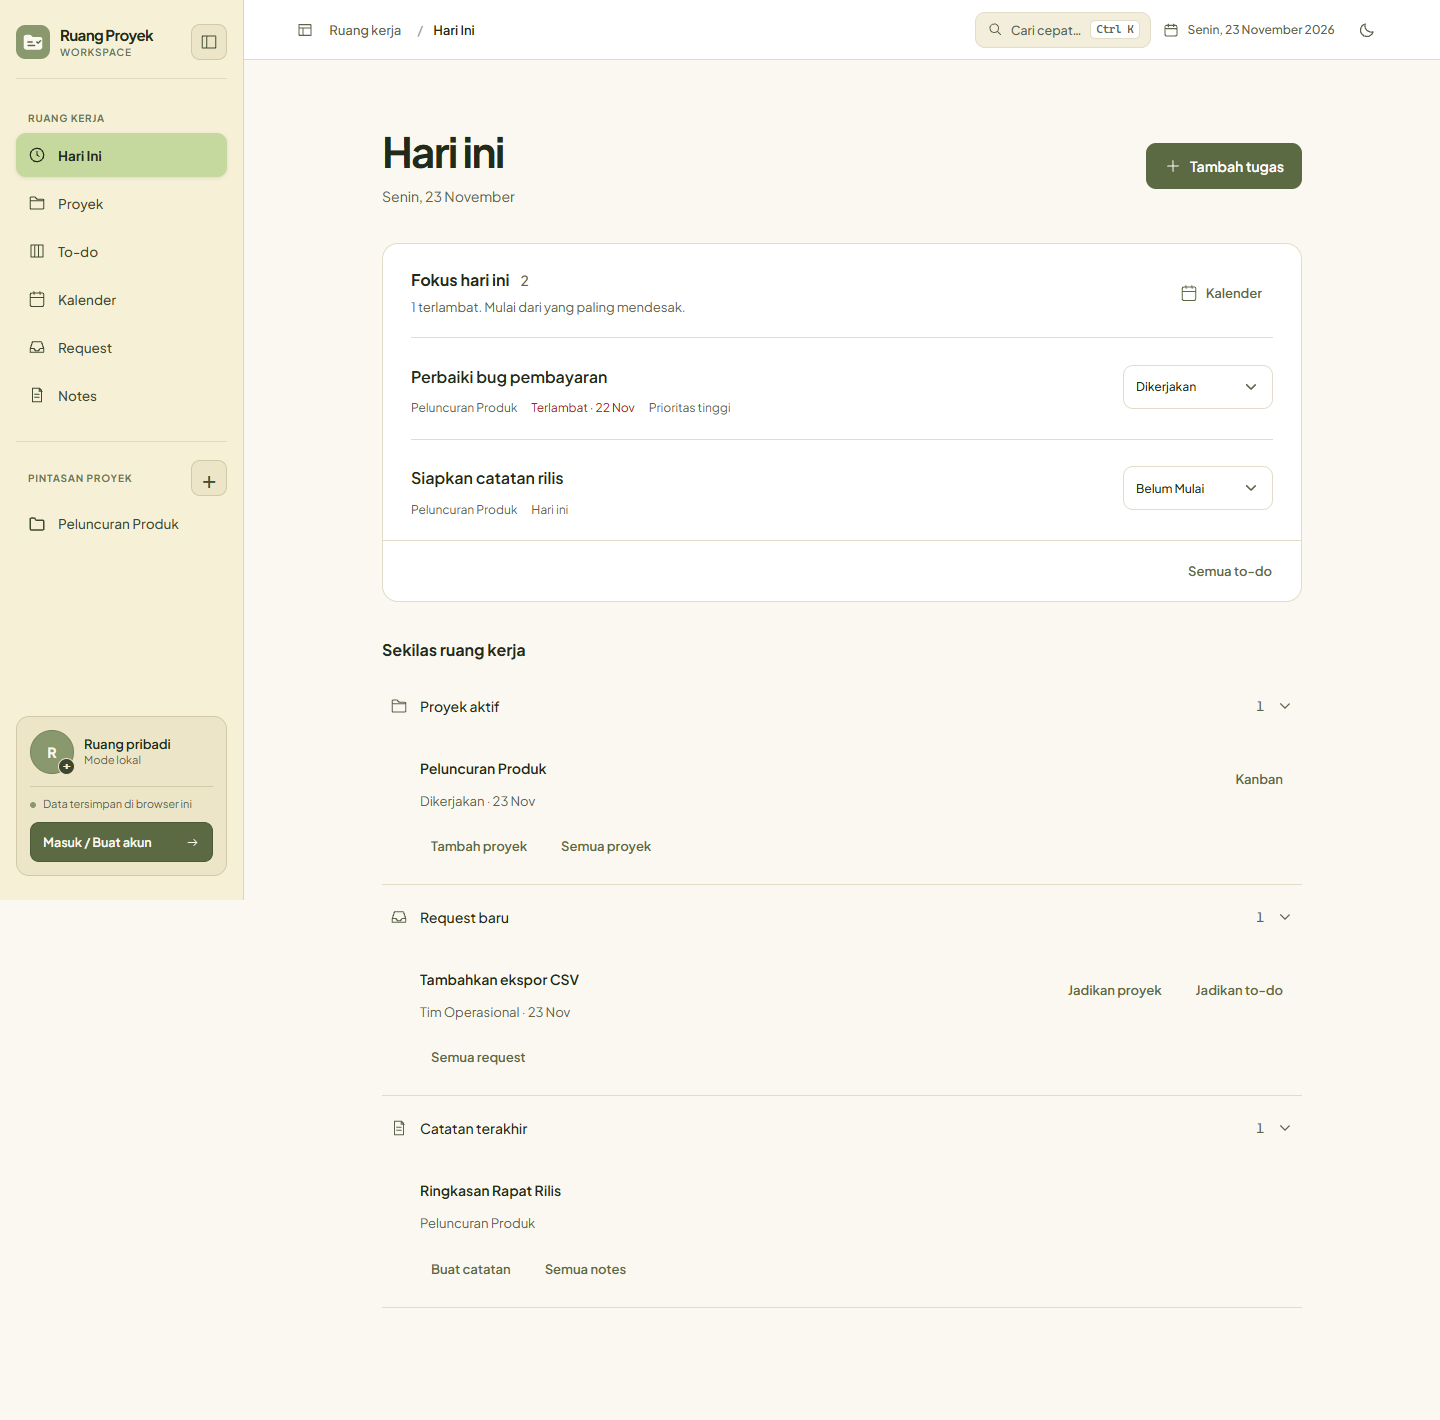 Ruang Proyek
WORKSPACE
RUANG KERJA
Hari Ini
Proyek
To-do
Kalender
Request
Notes
PINTASAN PROYEK
Peluncuran Produk
R
Ruang pribadi
Mode lokal
Data tersimpan di browser ini
Masuk / Buat akun
Ruang kerja / Hari Ini
Cari cepat... Ctrl K
Senin, 23 November 2026
Hari ini
Senin, 23 November
Tambah tugas
Fokus hari ini 2
1 terlambat. Mulai dari yang paling mendesak.
Kalender
Perbaiki bug pembayaran
Peluncuran Produk Terlambat · 22 Nov Prioritas tinggi
Dikerjakan
Siapkan catatan rilis
Peluncuran Produk Hari ini
Belum Mulai
Semua to-do
Sekilas ruang kerja
Proyek aktif 1
Peluncuran Produk
Dikerjakan · 23 Nov
Kanban
Tambah proyek Semua proyek
Request baru 1
Tambahkan ekspor CSV
Tim Operasional · 23 Nov
Jadikan proyek Jadikan to-do
Semua request
Catatan terakhir 1
Ringkasan Rapat Rilis
Peluncuran Produk
Buat catatan Semua notes